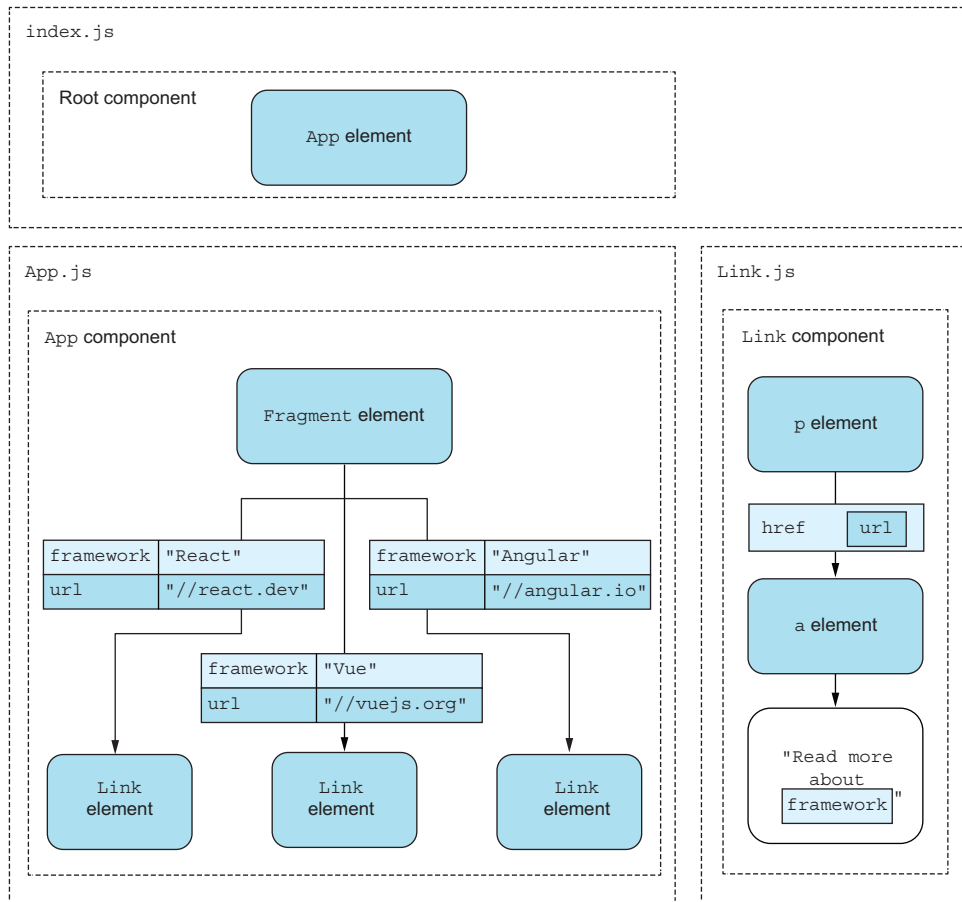 index.js
Root component
App element
App.js
App component
Fragment element
framework "React"
url "//react.dev"
framework "Angular"
url "//angular.io"
framework "Vue"
url "//vuejs.org"
Link
element
Link
element
Link
element
Link.js
Link component
p element
href url
a element
"Read more
about
framework"